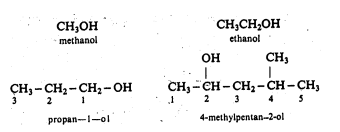 CH₃OH CH₃CH₂OH
methanol ethanol
OH CH₃
CH₃–CH₂–CH₂–OH CH₃–CH–CH₂–CH–CH₃
3 2 1 1 2 3 4 5
propan–1–ol 4-methylpentan–2-ol